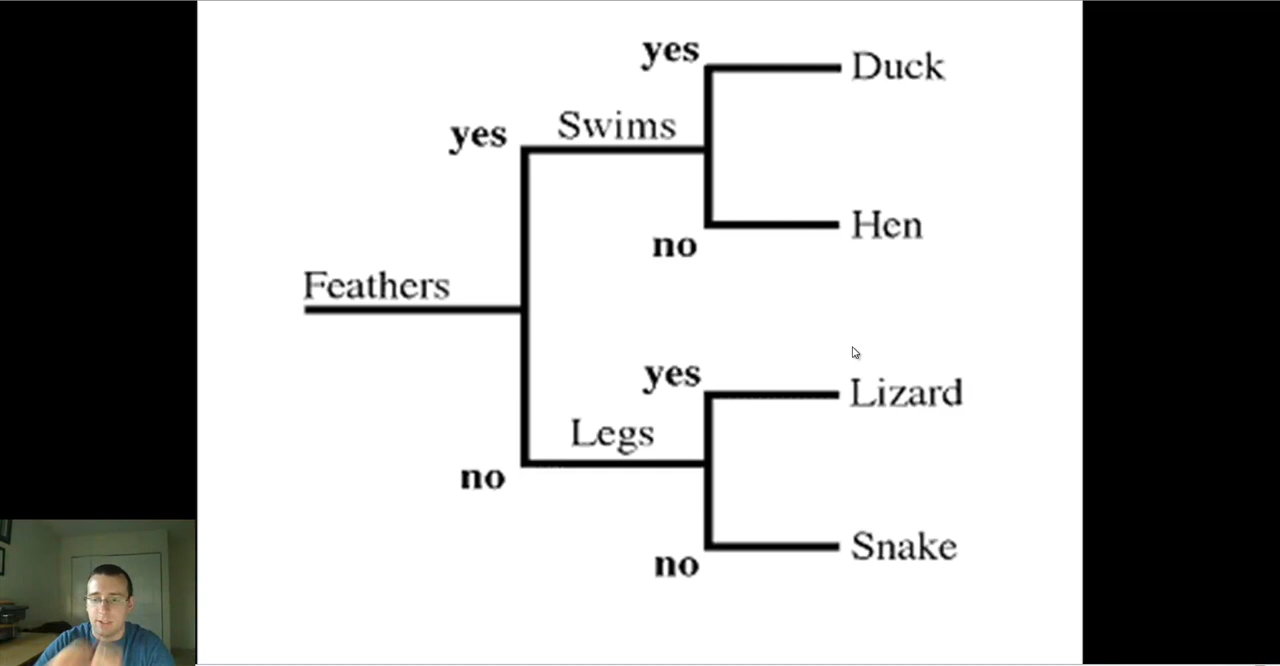 yes
Duck
Swims
yes
no
Hen
Feathers
yes
Lizard
Legs
no
no
Snake